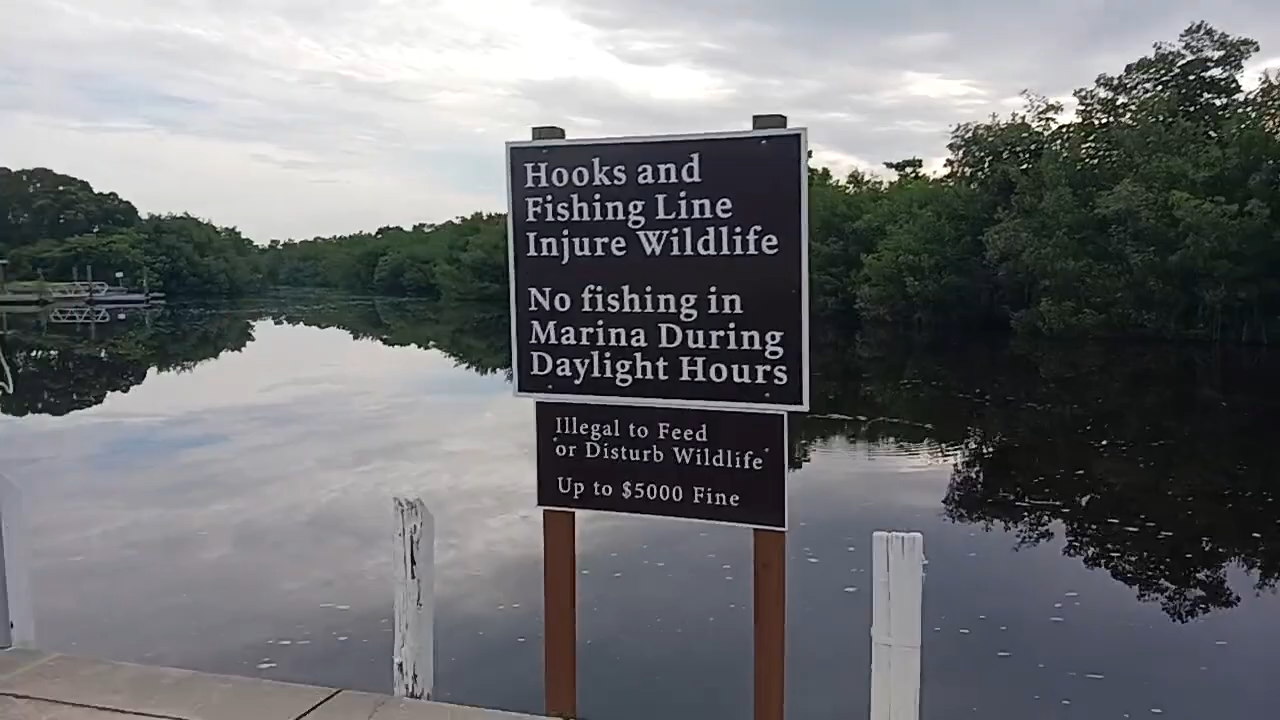 Hooks and
Fishing Line
Injure Wildlife
No fishing in
Marina During
Daylight Hours
Illegal to Feed
or Disturb Wildlife
Up to $5000 Fine